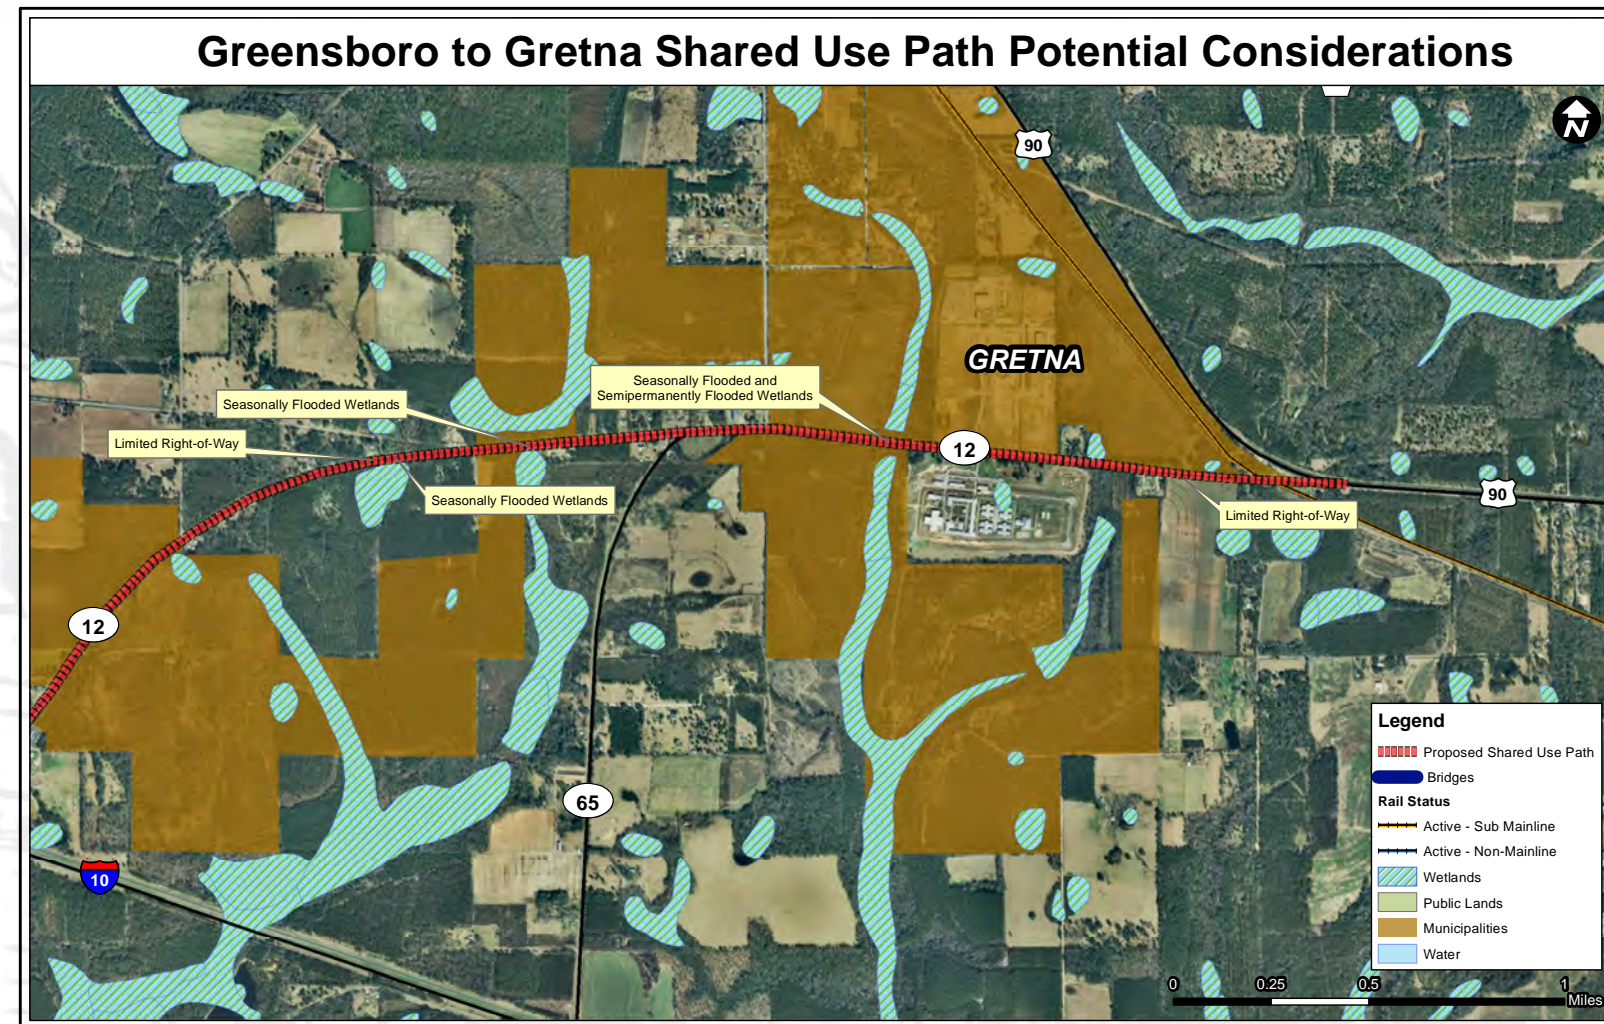 Greensboro to Gretna Shared Use Path Potential Considerations
N
90
GRETNA
Seasonally Flooded and
Semipermanently Flooded Wetlands
Seasonally Flooded Wetlands
Limited Right-of-Way
12
Seasonally Flooded Wetlands
90
Limited Right-of-Way
12
65
10
Legend
Proposed Shared Use Path
Bridges
Rail Status
Active - Sub Mainline
Active - Non-Mainline
Wetlands
Public Lands
Municipalities
Water
0 0.25 0.5 1
Miles